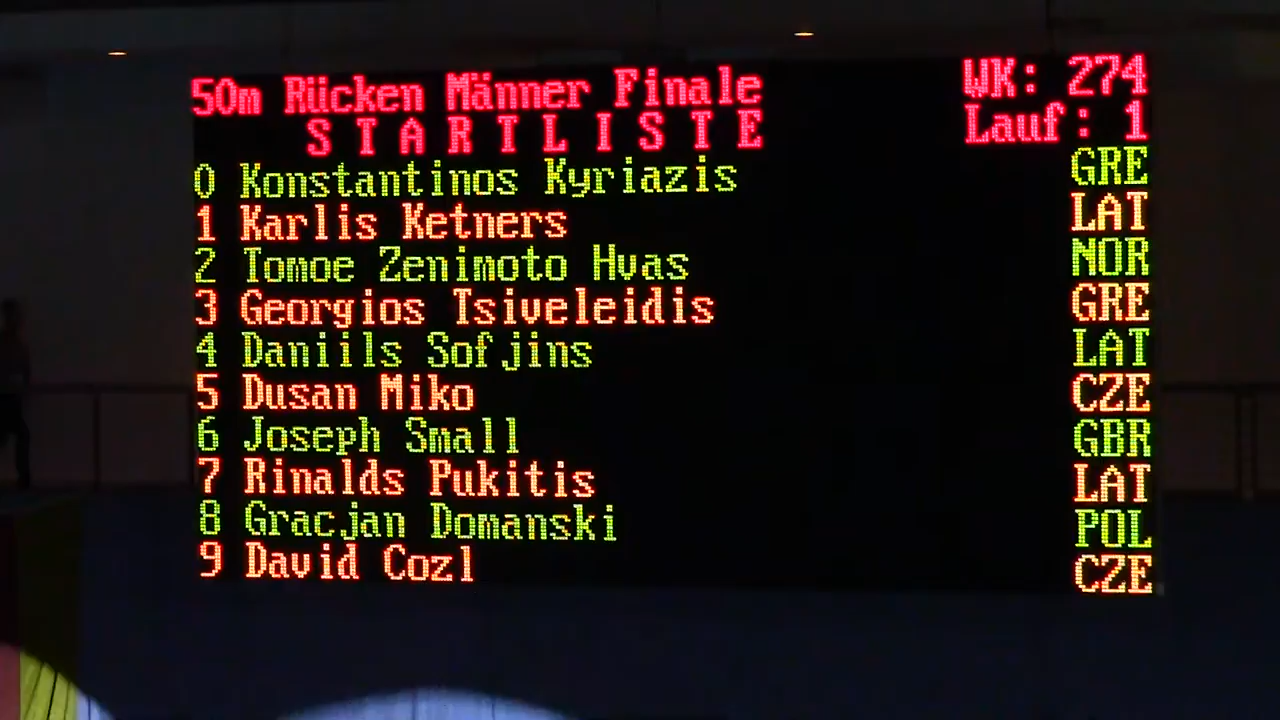 50m Rücken Männer Finale WK: 274
STARTLISTE Lauf: 1
0 Konstantinos Kyriazis GRE
1 Karlis Ketners LAT
2 Tomoe Zenimoto Hvas NOR
3 Georgios Tsiveleidis GRE
4 Daniils Sofjins LAT
5 Dusan Miko CZE
6 Joseph Small GBR
7 Rinalds Pukitis LAT
8 Gracjan Domanski POL
9 David Cozl CZE